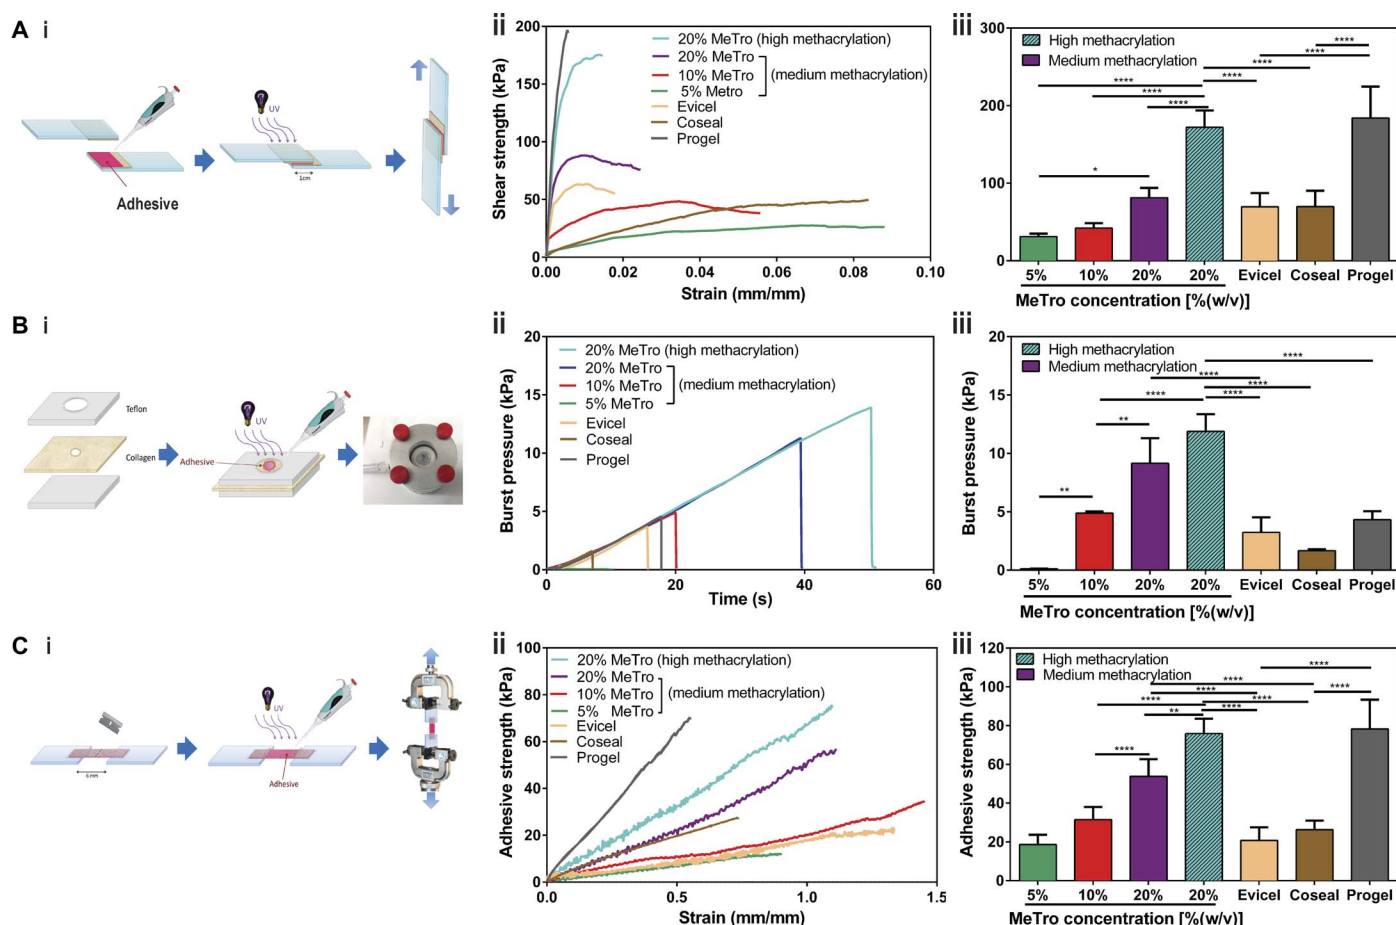 A i
UV
1cm
Adhesive
ii
Shear strength (kPa)
200
150
100
50
0
20% MeTro (high methacrylation)
20% MeTro
10% MeTro (medium methacrylation)
5% Metro
Evicel
Coseal
Progel
0.00 0.02 0.04 0.06 0.08 0.10
Strain (mm/mm)
iii
Shear strength (kPa)
300
200
100
0
High methacrylation
Medium methacrylation
****
****
****
****
****
****
****
*
5% 10% 20% 20% Evicel Coseal Progel
MeTro concentration [%(w/v)]
B i
Teflon
Collagen
UV
Adhesive
ii
Burst pressure (kPa)
20
15
10
5
0
20% MeTro (high methacrylation)
20% MeTro
10% MeTro (medium methacrylation)
5% MeTro
Evicel
Coseal
Progel
0 20 40 60
Time (s)
iii
Burst pressure (kPa)
20
15
10
5
0
High methacrylation
Medium methacrylation
****
****
****
****
****
**
**
5% 10% 20% 20% Evicel Coseal Progel
MeTro concentration [%(w/v)]
C i
UV
Adhesive
ii
Adhesive strength (kPa)
100
80
60
40
20
0
20% MeTro (high methacrylation)
20% MeTro
10% MeTro (medium methacrylation)
5% MeTro
Evicel
Coseal
Progel
0.0 0.5 1.0 1.5
Strain (mm/mm)
iii
Adhesive strength (kPa)
120
100
80
60
40
20
0
High methacrylation
Medium methacrylation
****
****
****
****
****
****
**
****
****
5% 10% 20% 20% Evicel Coseal Progel
MeTro concentration [%(w/v)]